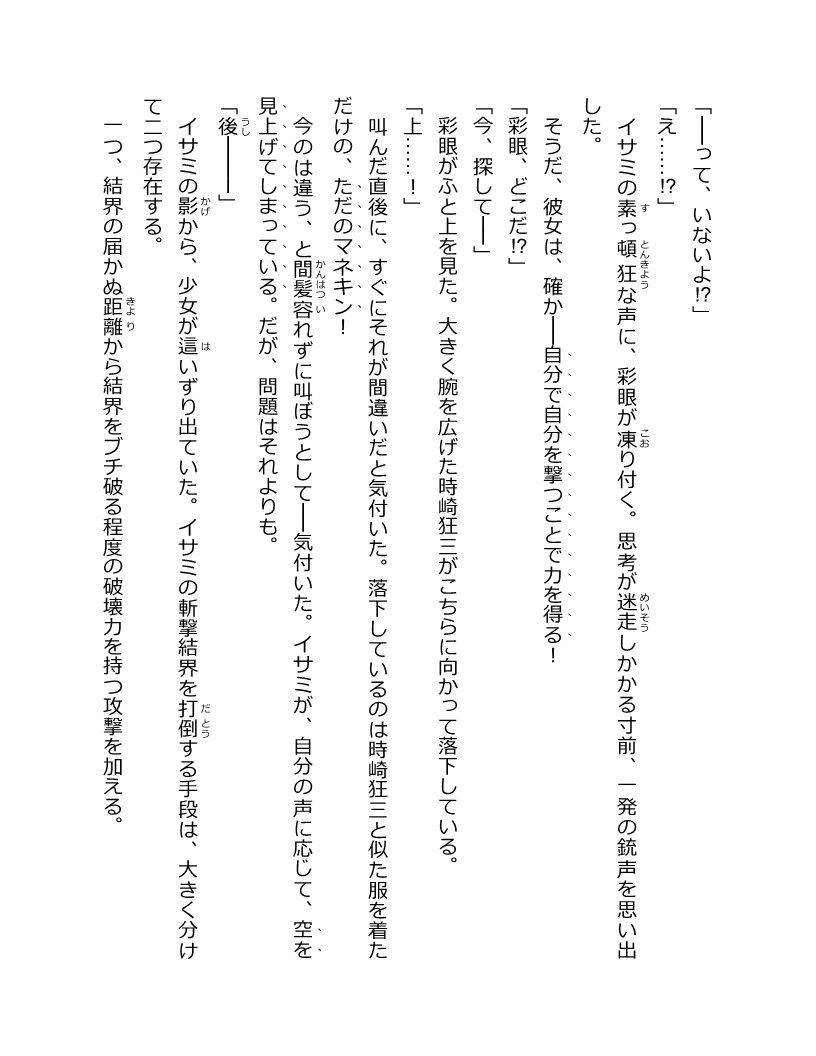 「――って、いないよ!?」
「え……!?」
　イサミの素っ頓狂な声に、彩眼が凍り付く。思考が迷走しかかる寸前、一発の銃声を思い出
した。
　そうだ、彼女は、確か――自分で自分を撃つことで力を得る！
「彩眼、どこだ!?」
「今、探して――」
　彩眼がふと上を見た。大きく腕を広げた時崎狂三がこちらに向かって落下している。
「上……！」
　叫んだ直後に、すぐにそれが間違いだと気付いた。落下しているのは時崎狂三と似た服を着た
だけの、ただのマネキン！
　今のは違う、と間髪容れずに叫ぼうとして――気付いた。イサミが、自分の声に応じて、空を
見上げてしまっている。だが、問題はそれよりも。
「後――――」
　イサミの影から、少女が這いずり出ていた。イサミの斬撃結界を打倒する手段は、大きく分け
て二つ存在する。
　一つ、結界の届かぬ距離から結界をブチ破る程度の破壊力を持つ攻撃を加える。